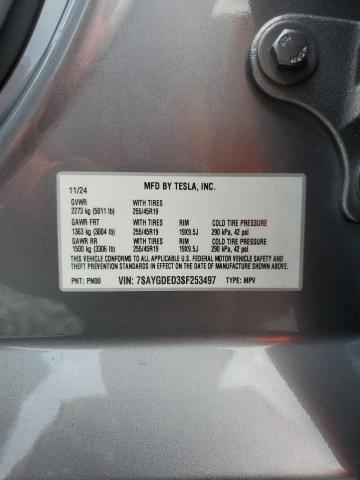 MFD BY TESLA, INC.
11/24
GVWR WITH TIRES
2273 kg (5011 lb) 255/45R19
GAWR FRT WITH TIRES RIM COLD TIRE PRESSURE
1363 kg (3004 lb) 255/45R19 19X9.5J 290 kPa, 42 psi
GAWR RR WITH TIRES RIM COLD TIRE PRESSURE
1500 kg (3306 lb) 255/45R19 19X9.5J 290 kPa, 42 psi
THIS VEHICLE CONFORMS TO ALL APPLICABLE U.S. FEDERAL MOTOR VEHICLE SAFETY AND
THEFT PREVENTION STANDARDS IN EFFECT ON THE DATE OF MANUFACTURE SHOWN ABOVE.
PNT: PN00 VIN: 7SAYGDED3SF253497 TYPE: MPV